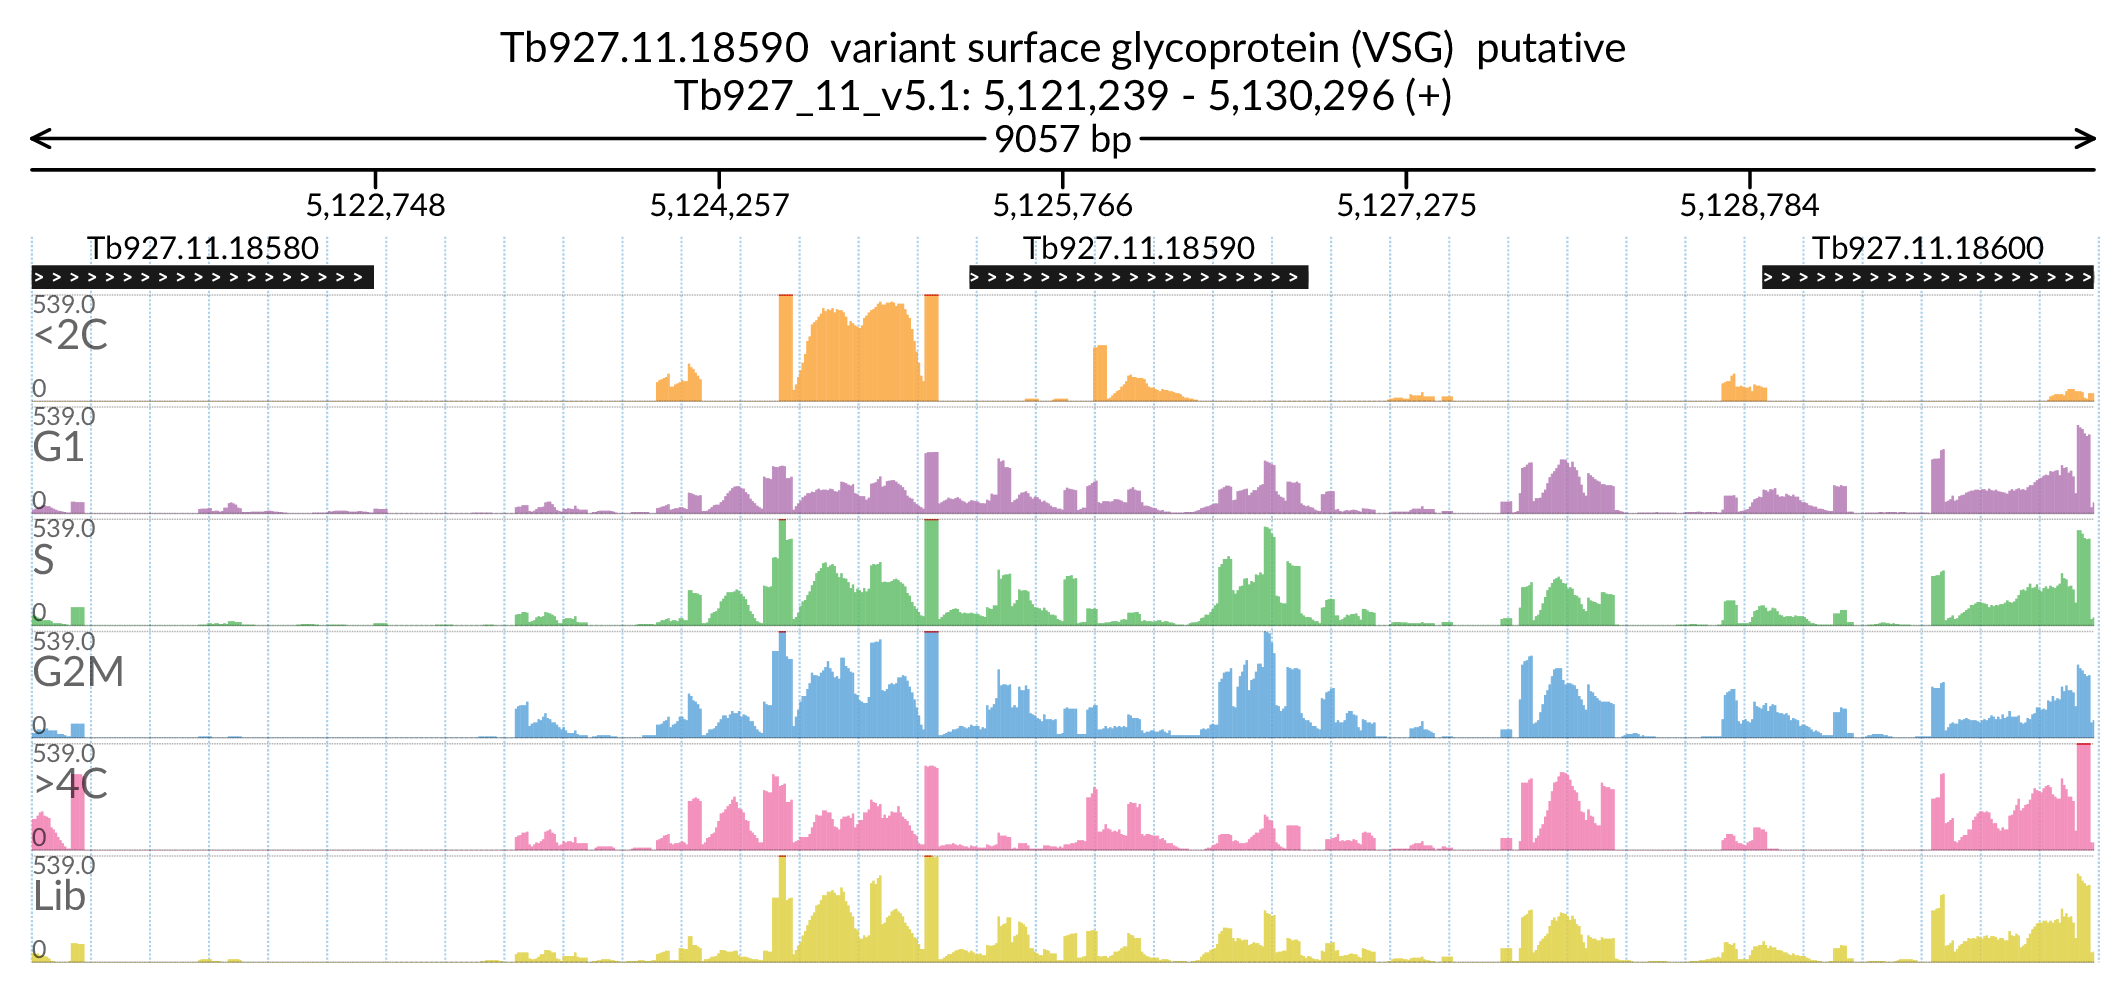 Tb927.11.18590  variant surface glycoprotein (VSG)  putative
Tb927_11_v5.1: 5,121,239 - 5,130,296 (+)
9057 bp
5,122,748 5,124,257 5,125,766 5,127,275 5,128,784
Tb927.11.18580 Tb927.11.18590 Tb927.11.18600
539.0
<2C
0
539.0
G1
0
539.0
S
0
539.0
G2M
0
539.0
>4C
0
539.0
Lib
0